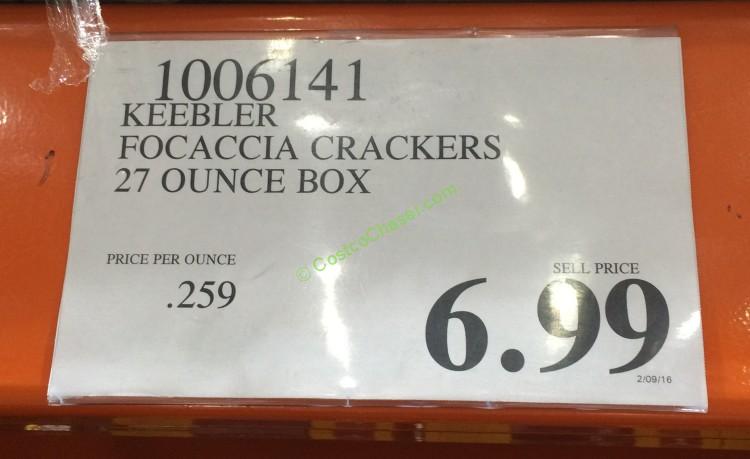 1006141
KEEBLER
FOCACCIA CRACKERS
27 OUNCE BOX
© CostcoChaser.com
PRICE PER OUNCE
.259
SELL PRICE
6.99
2/09/16